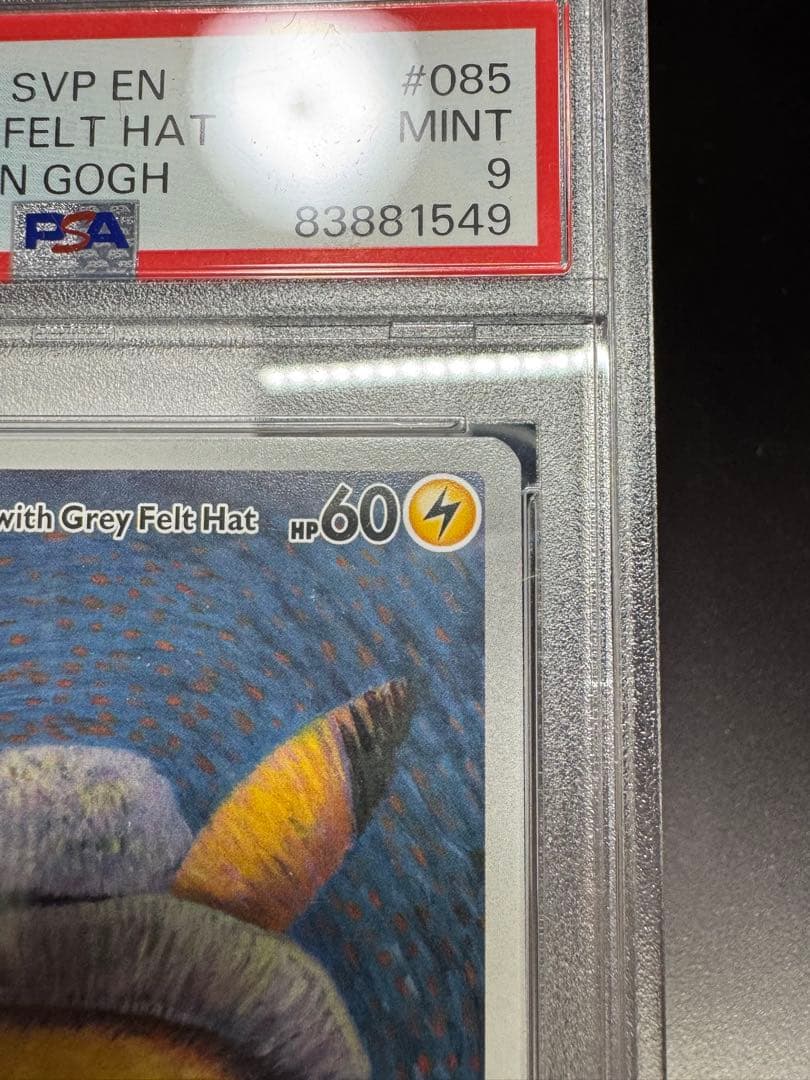 SVP EN #085
FELT HAT MINT
N GOGH 9
PSA 83881549
with Grey Felt Hat HP60